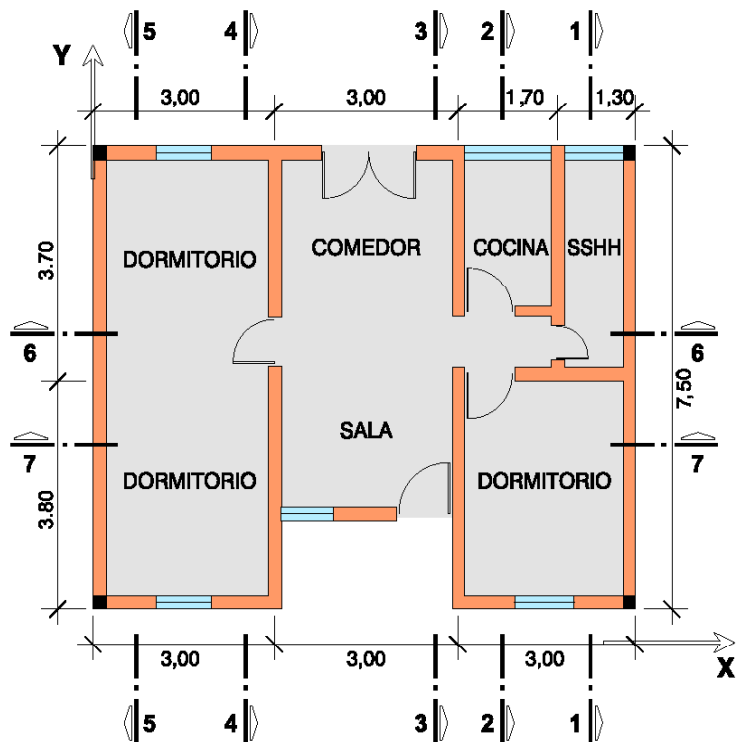 5 4 3 2 1
Y
3,00 3,00 1,70 1,30
3.70
DORMITORIO COMEDOR COCINA SSHH
6 6
7,50
SALA
7 7
DORMITORIO DORMITORIO
3.80
3,00 3,00 3,00
X
5 4 3 2 1